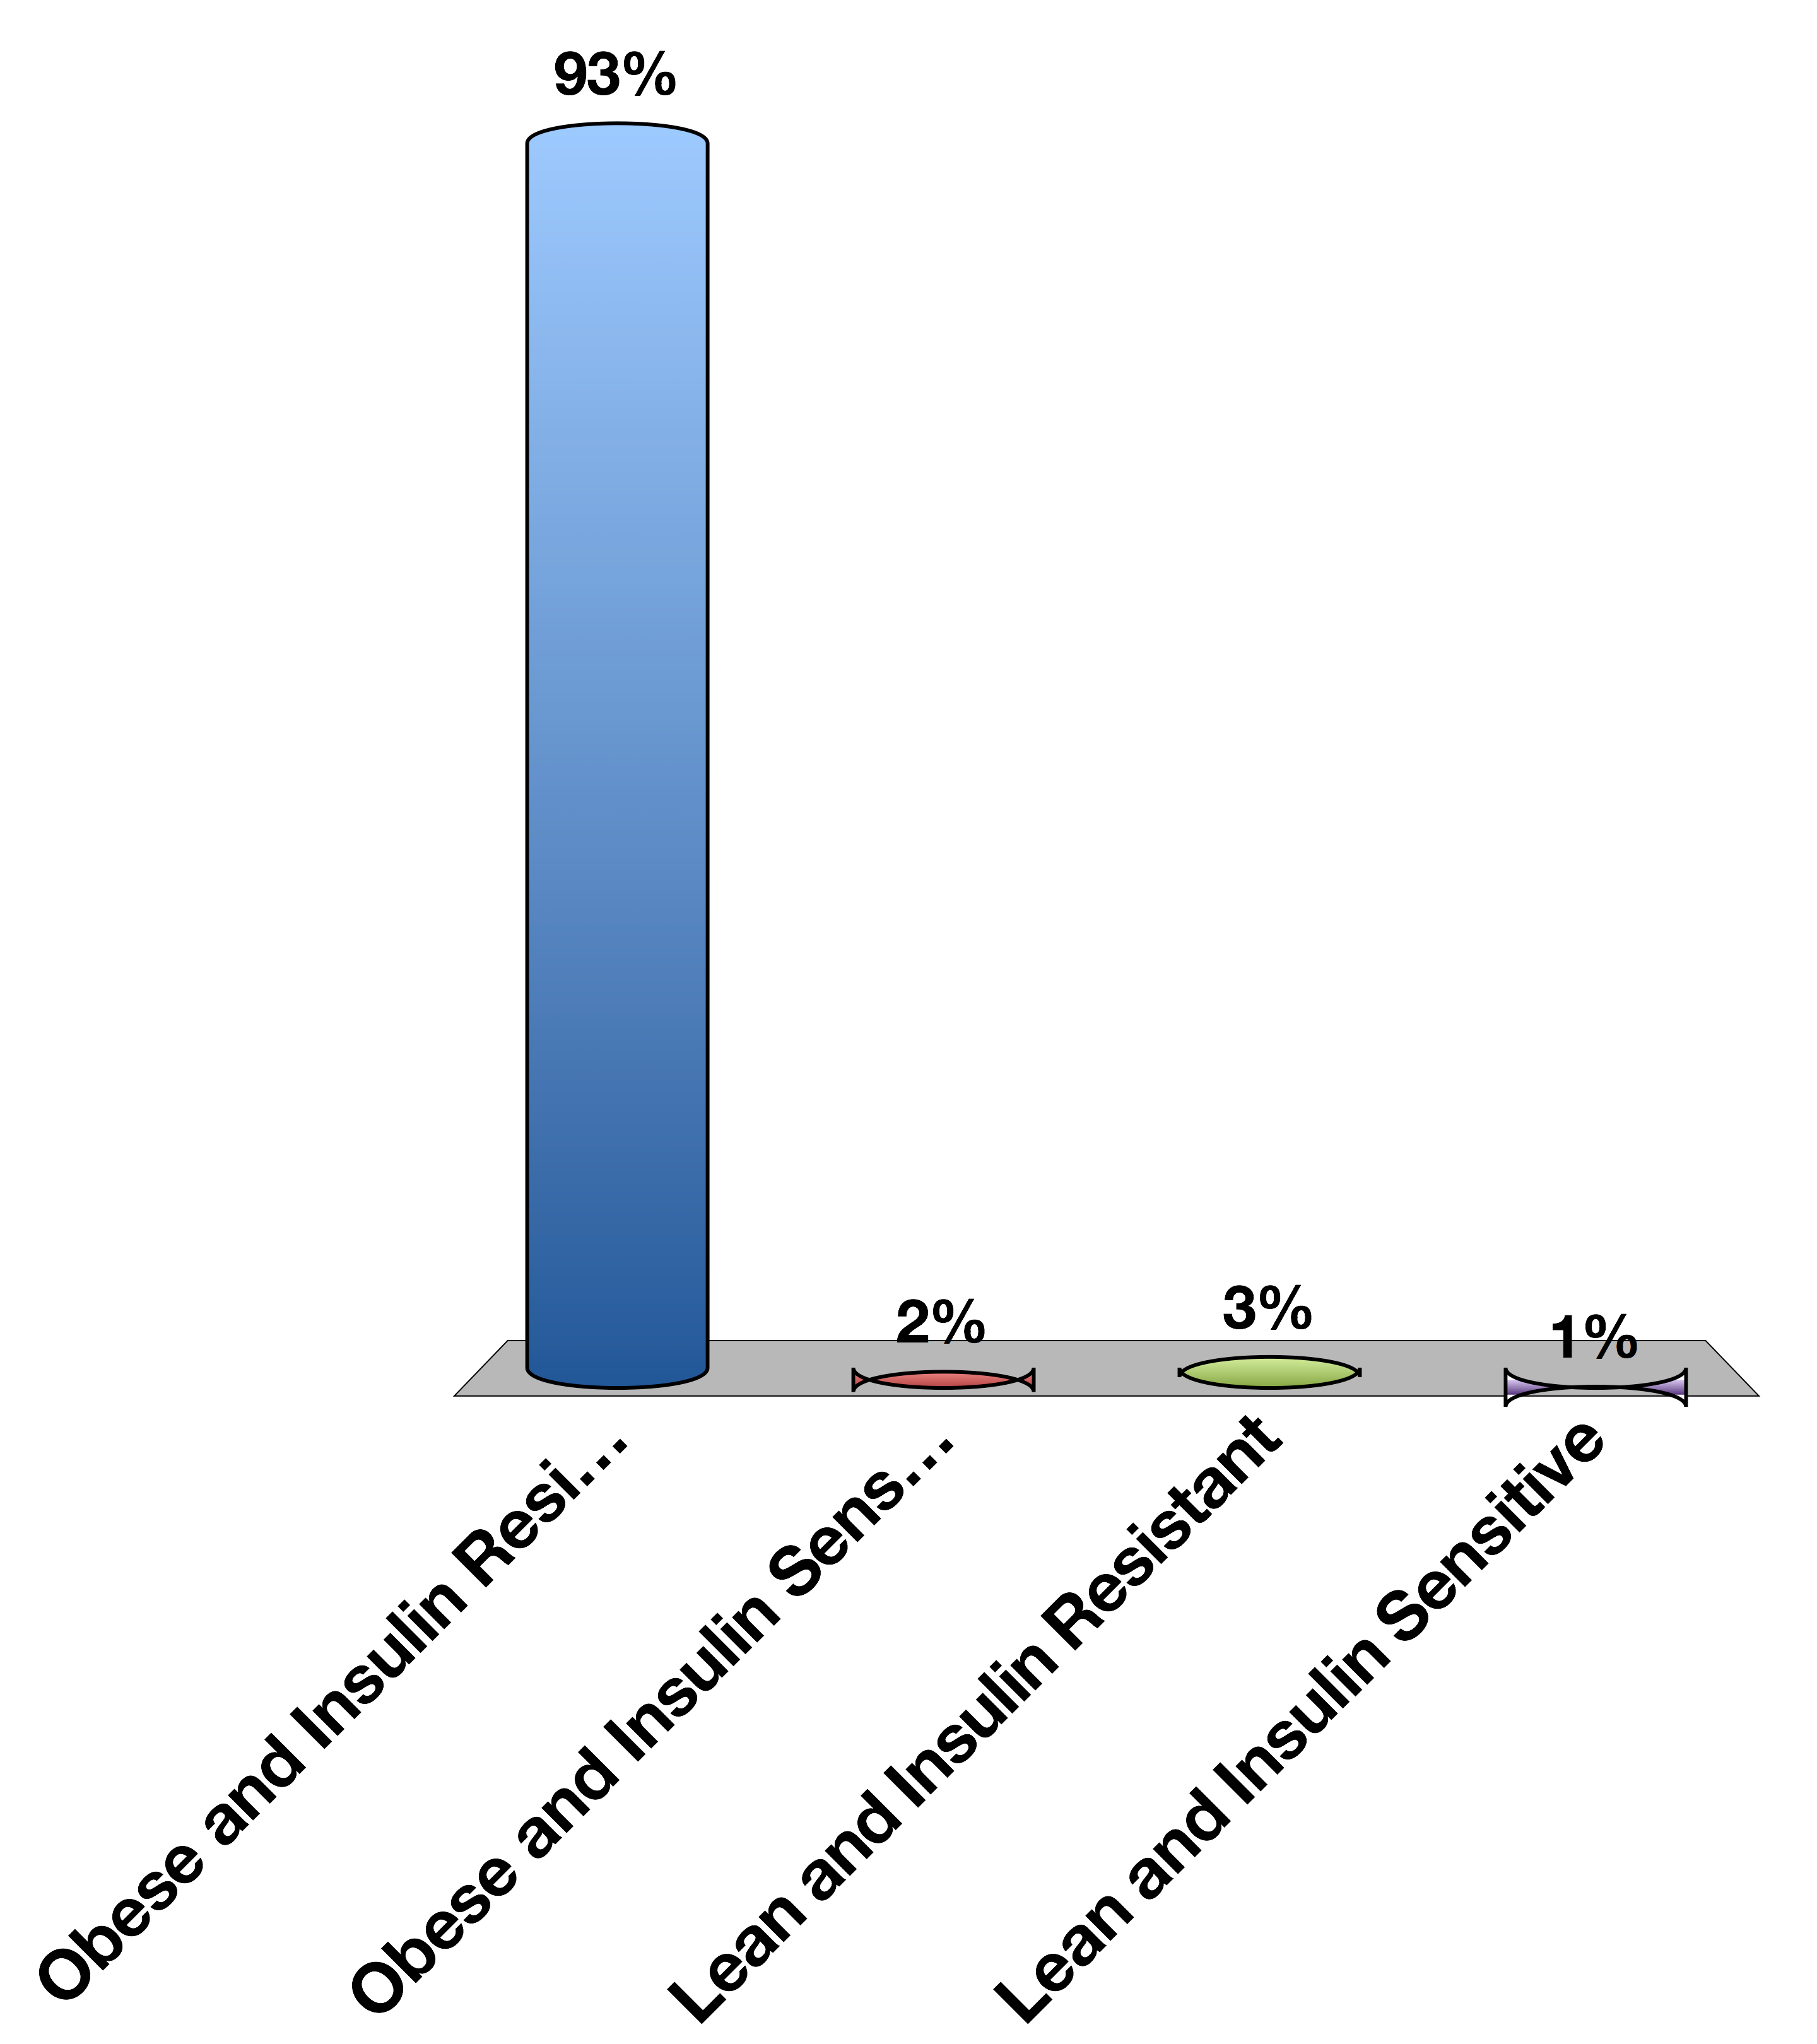 93%
2%
3%
1%
Obese and Insulin Resi...
Obese and Insulin Sens...
Lean and Insulin Resistant
Lean and Insulin Sensitive